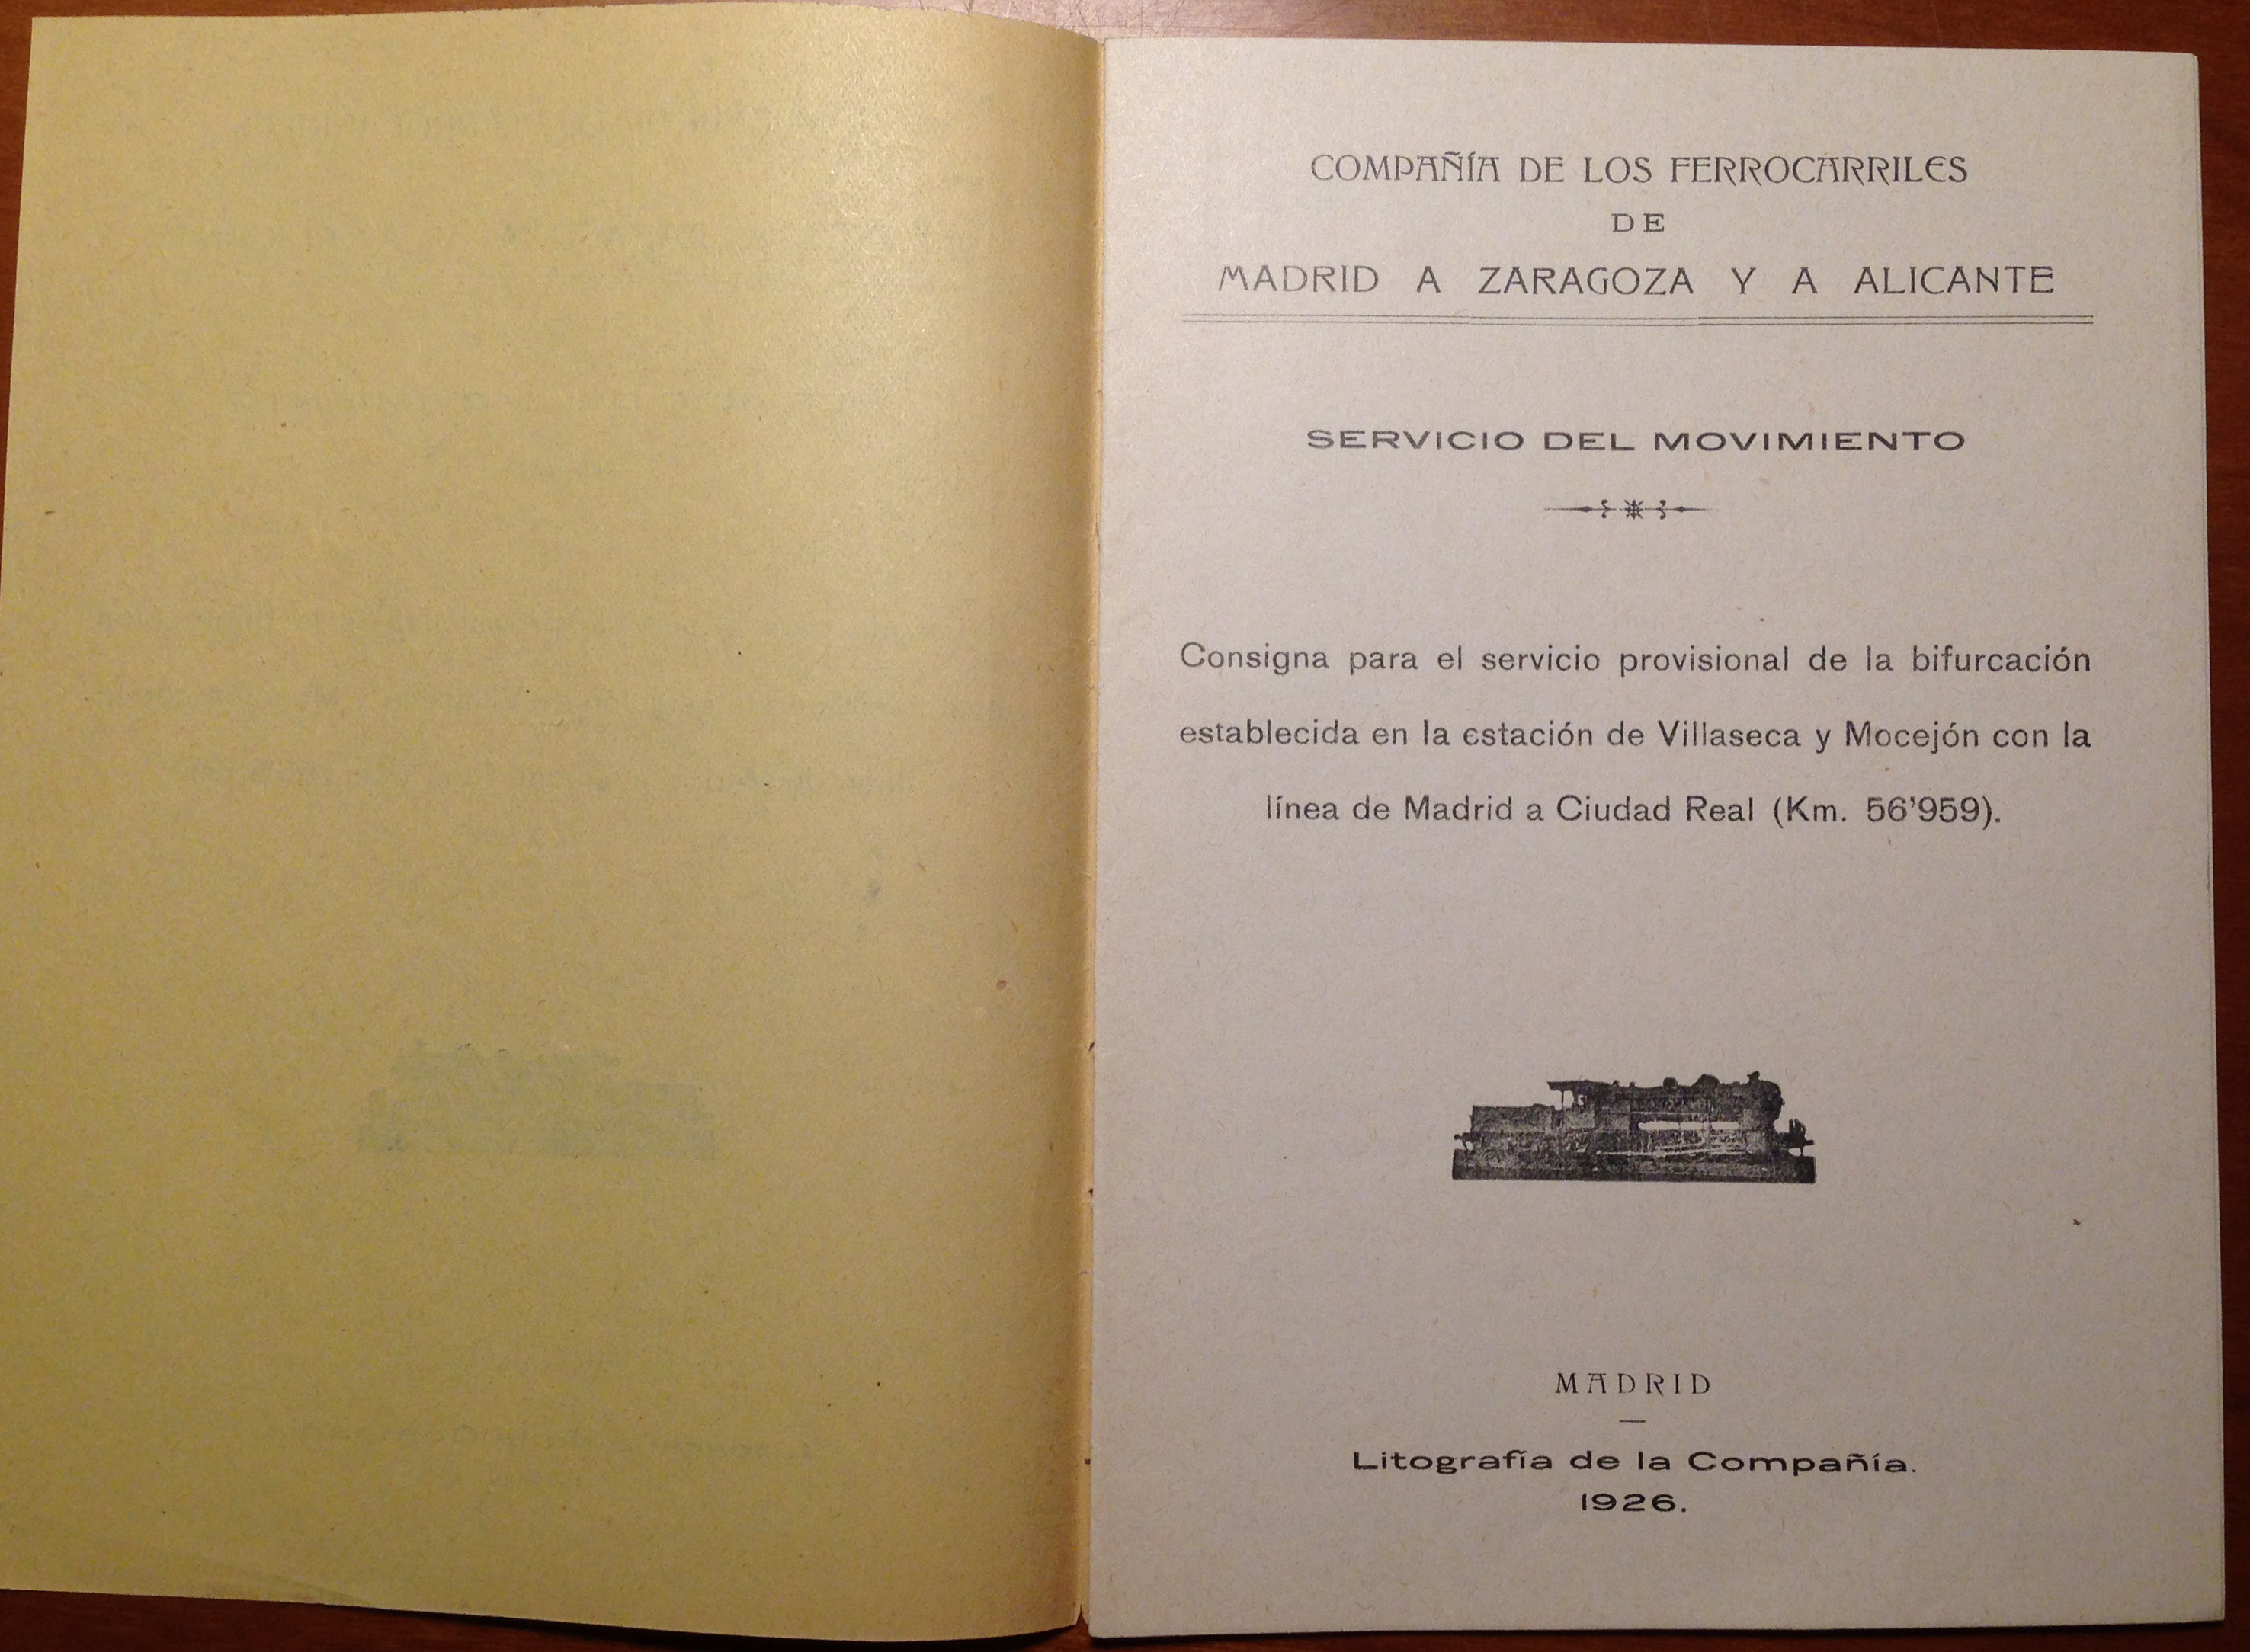 COMPAÑÍA DE LOS FERROCARRILES
DE
MADRID A ZARAGOZA Y A ALICANTE
SERVICIO DEL MOVIMIENTO
Consigna para el servicio provisional de la bifurcación
establecida en la estación de Villaseca y Mocejón con la
línea de Madrid a Ciudad Real (Km. 56'959).
MADRID
Litografía de la Compañía.
1926.